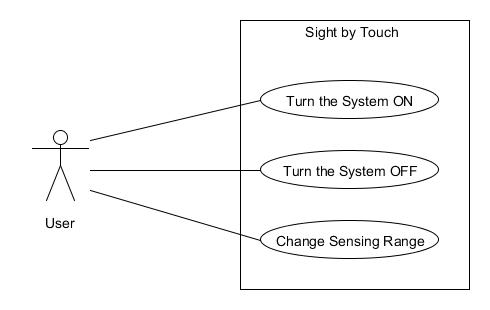 Sight by Touch
Turn the System ON
Turn the System OFF
User
Change Sensing Range